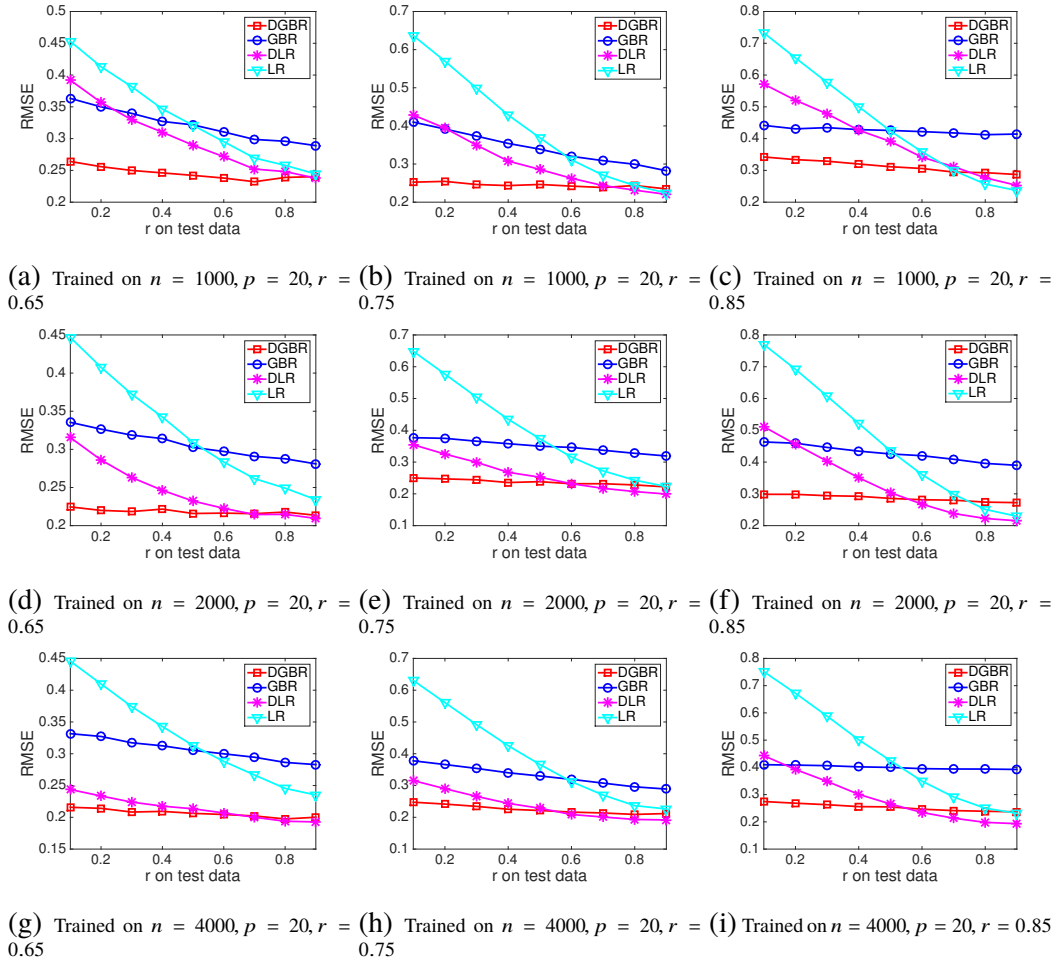 0.5
0.45
0.4
0.35
0.3
0.25
0.2
RMSE
DGBR
GBR
DLR
LR
0.2 0.4 0.6 0.8
r on test data
(a) Trained on n = 1000, p = 20, r =
0.65
0.7
0.6
0.5
0.4
0.3
0.2
RMSE
DGBR
GBR
DLR
LR
0.2 0.4 0.6 0.8
r on test data
(b) Trained on n = 1000, p = 20, r =
0.75
0.8
0.7
0.6
0.5
0.4
0.3
0.2
RMSE
DGBR
GBR
DLR
LR
0.2 0.4 0.6 0.8
r on test data
(c) Trained on n = 1000, p = 20, r =
0.85
0.45
0.4
0.35
0.3
0.25
0.2
RMSE
DGBR
GBR
DLR
LR
0.2 0.4 0.6 0.8
r on test data
(d) Trained on n = 2000, p = 20, r =
0.65
0.7
0.6
0.5
0.4
0.3
0.2
0.1
RMSE
DGBR
GBR
DLR
LR
0.2 0.4 0.6 0.8
r on test data
(e) Trained on n = 2000, p = 20, r =
0.75
0.8
0.7
0.6
0.5
0.4
0.3
0.2
RMSE
DGBR
GBR
DLR
LR
0.2 0.4 0.6 0.8
r on test data
(f) Trained on n = 2000, p = 20, r =
0.85
0.45
0.4
0.35
0.3
0.25
0.2
0.15
RMSE
DGBR
GBR
DLR
LR
0.2 0.4 0.6 0.8
r on test data
(g) Trained on n = 4000, p = 20, r =
0.65
0.7
0.6
0.5
0.4
0.3
0.2
0.1
RMSE
DGBR
GBR
DLR
LR
0.2 0.4 0.6 0.8
r on test data
(h) Trained on n = 4000, p = 20, r =
0.75
0.8
0.7
0.6
0.5
0.4
0.3
0.2
0.1
RMSE
DGBR
GBR
DLR
LR
0.2 0.4 0.6 0.8
r on test data
(i) Trained on n = 4000, p = 20, r = 0.85